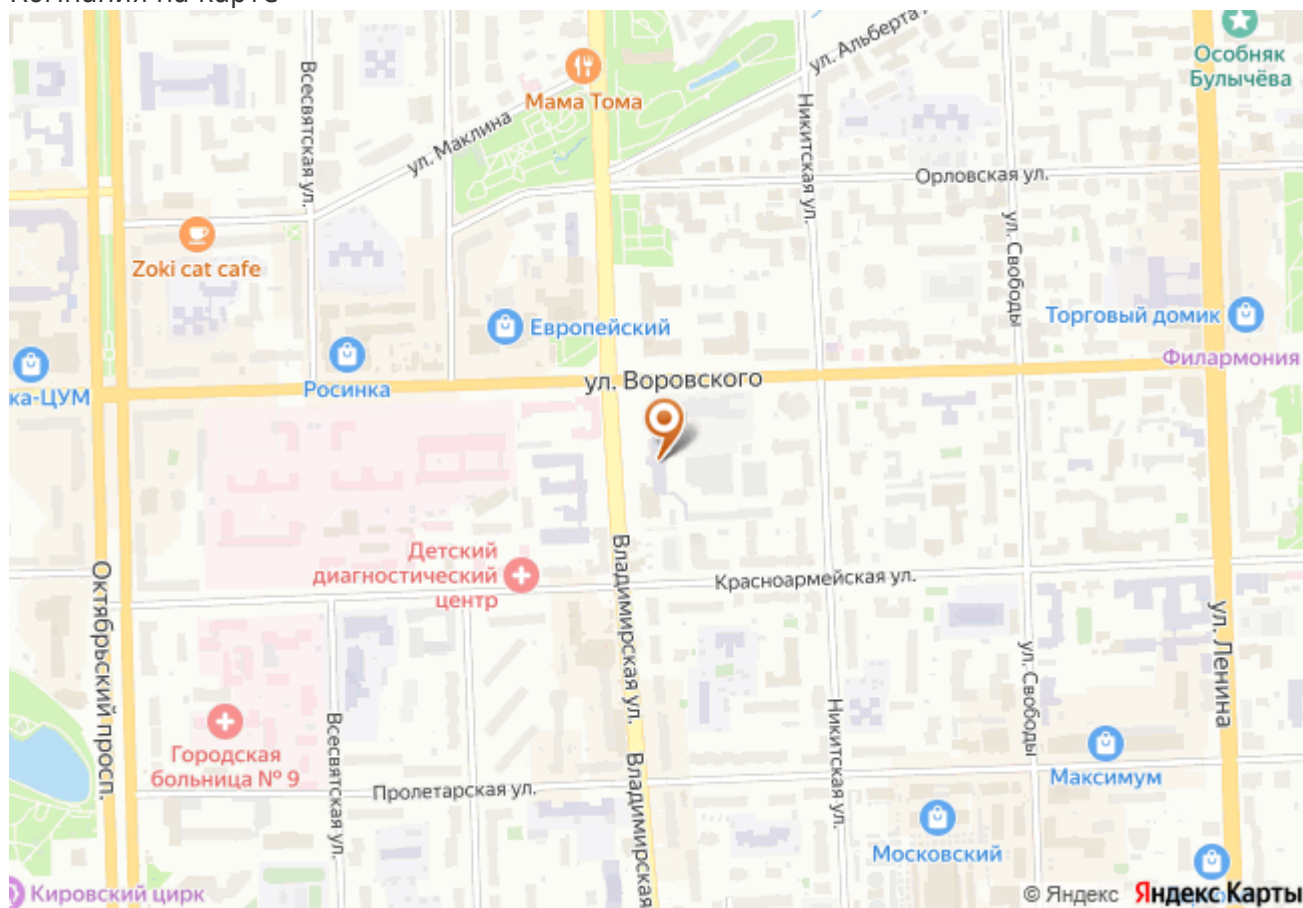 Компания на карте
ул. Альберта
Особняк
Булычёва
Мама Тома
Всесвятская ул.
ул. Маклина
Никитская ул.
Орловская ул.
ул. Свободы
Zoki cat cafe
Европейский
Торговый домик
Филармония
Росинка
ка-ЦУМ
ул. Воровского
Детский
диагностический
центр
Красноармейская ул.
Октябрьский просп.
Владимирская ул.
ул. Ленина
ул. Свободы
Никитская ул.
Всесвятская ул.
Городская
больница № 9
Пролетарская ул.
Владимирская
Максимум
Московский
Кировский цирк
© Яндекс Яндекс Карты